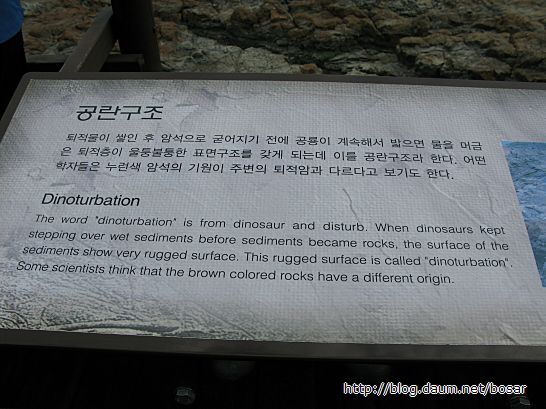 공란구조
퇴적물이 쌓인 후 암석으로 굳어지기 전에 공룡이 계속해서 밟으면 물을 머금
은 퇴적층이 울퉁불퉁한 표면구조를 갖게 되는데 이를 공란구조라 한다. 어떤
학자들은 누런색 암석의 기원이 주변의 퇴적암과 다르다고 보기도 한다.
Dinoturbation
The word "dinoturbation" is from dinosaur and disturb. When dinosaurs kept
stepping over wet sediments before sediments became rocks, the surface of the
sediments show very rugged surface. This rugged surface is called "dinoturbation".
Some scientists think that the brown colored rocks have a different origin.
http://blog.daum.net/bosar